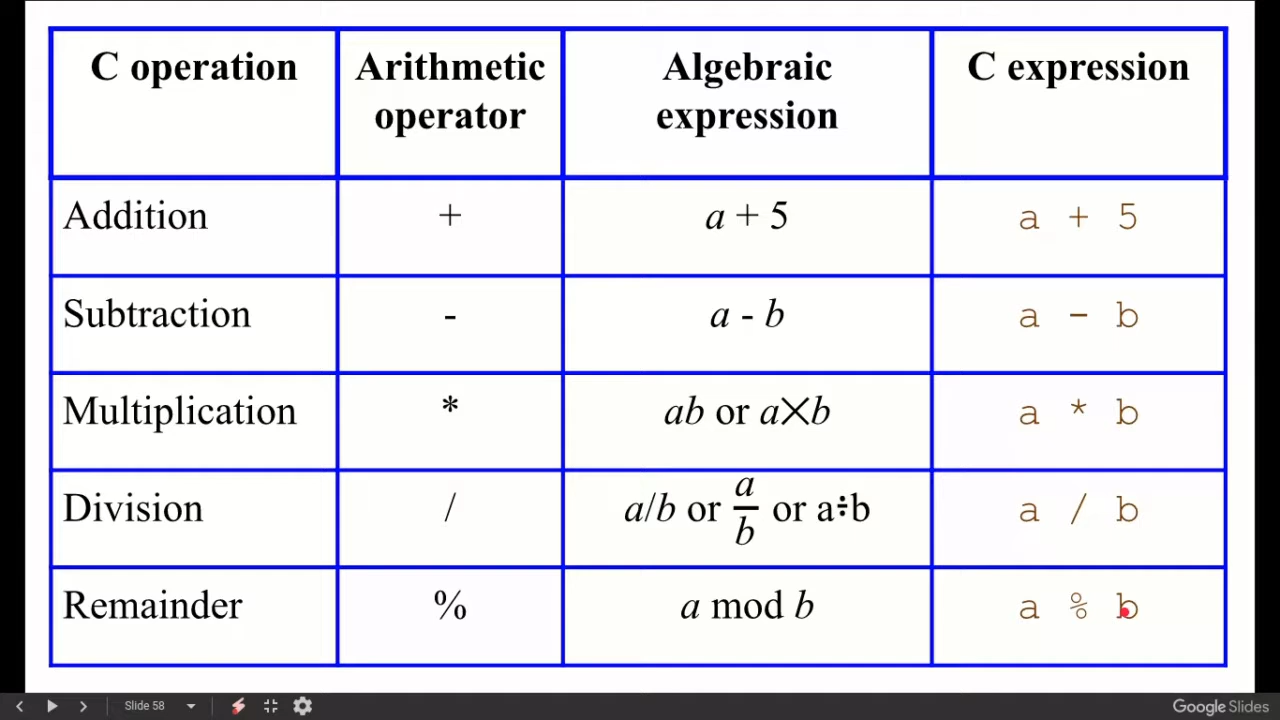 C operation Arithmetic operator Algebraic expression C expression
Addition + a + 5 a + 5
Subtraction - a - b a - b
Multiplication * ab or a×b a * b
Division / a/b or a/b or a÷b a / b
Remainder % a mod b a % b
Slide 58
Google Slides